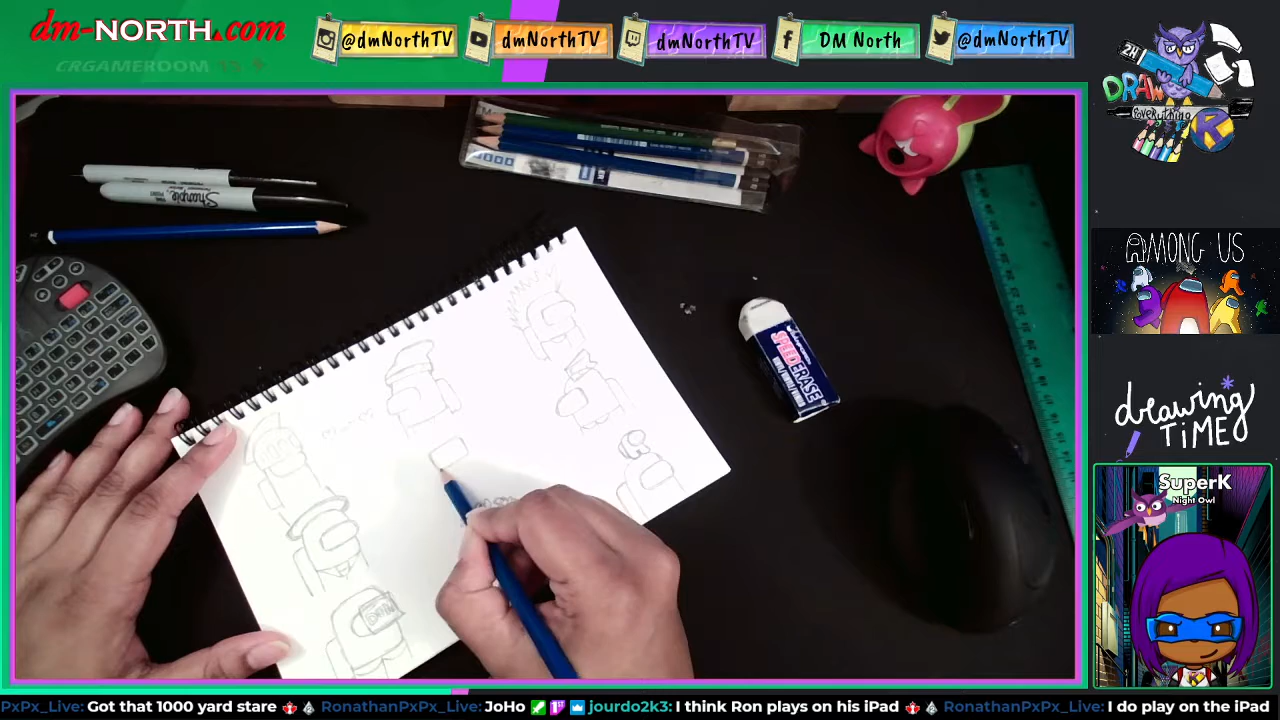 dm-NORTH.com
CRGAMEROOM
@dmNorthTV
dmNorthTV
dmNorthTV
DM North
@dmNorthTV
DRAW
everything
R
AMONG US
drawing
TiME
SuperK
Night Owl
Sharpie
SPEEDERASE
PxPx_Live: Got that 1000 yard stare RonathanPxPx_Live: JoHo jourdo2k3: I think Ron plays on his iPad RonathanPxPx_Live: I do play on the iPad